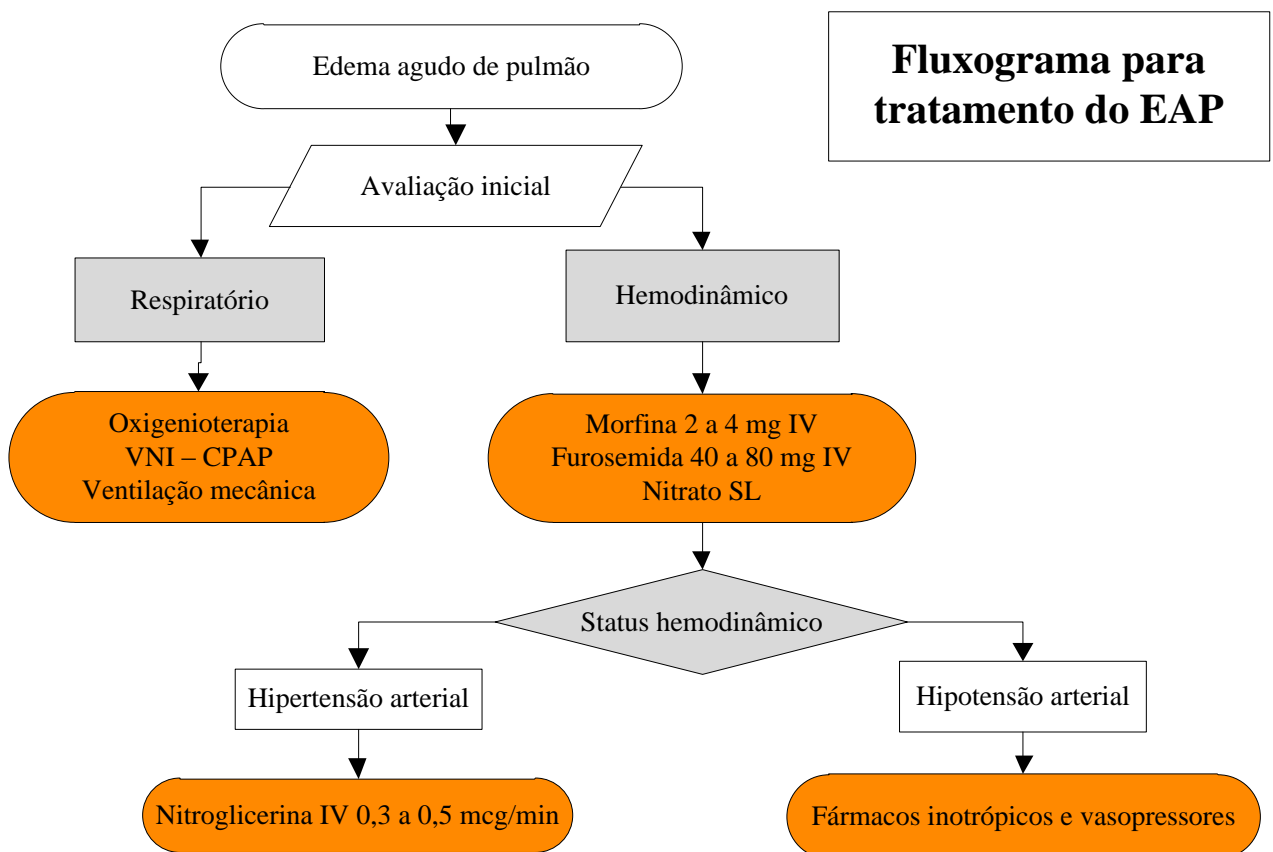 Fluxograma para
tratamento do EAP
Edema agudo de pulmão
Avaliação inicial
Respiratório
Hemodinâmico
Oxigenioterapia
VNI – CPAP
Ventilação mecânica
Morfina 2 a 4 mg IV
Furosemida 40 a 80 mg IV
Nitrato SL
Status hemodinâmico
Hipertensão arterial
Hipotensão arterial
Nitroglicerina IV 0,3 a 0,5 mcg/min
Fármacos inotrópicos e vasopressores